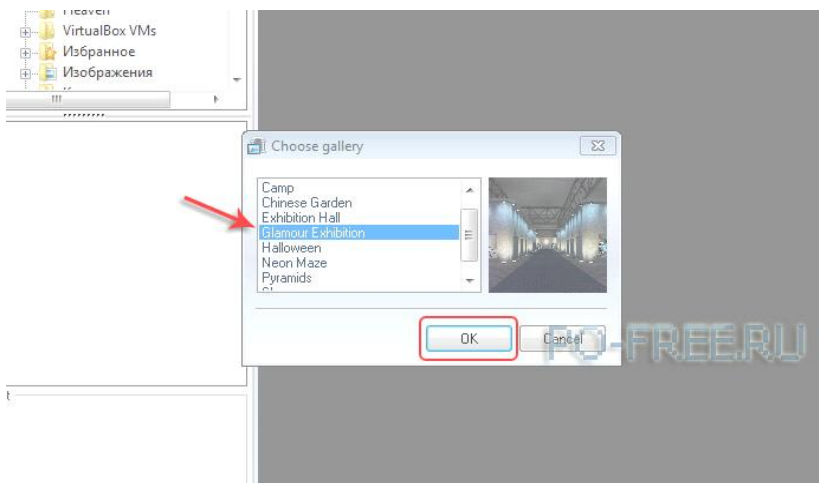 Heaven
VirtualBox VMs
Избранное
Изображения
Choose gallery
Camp
Chinese Garden
Exhibition Hall
Glamour Exhibition
Halloween
Neon Maze
Pyramids
OK
Cancel
PO-FREE.RU
t